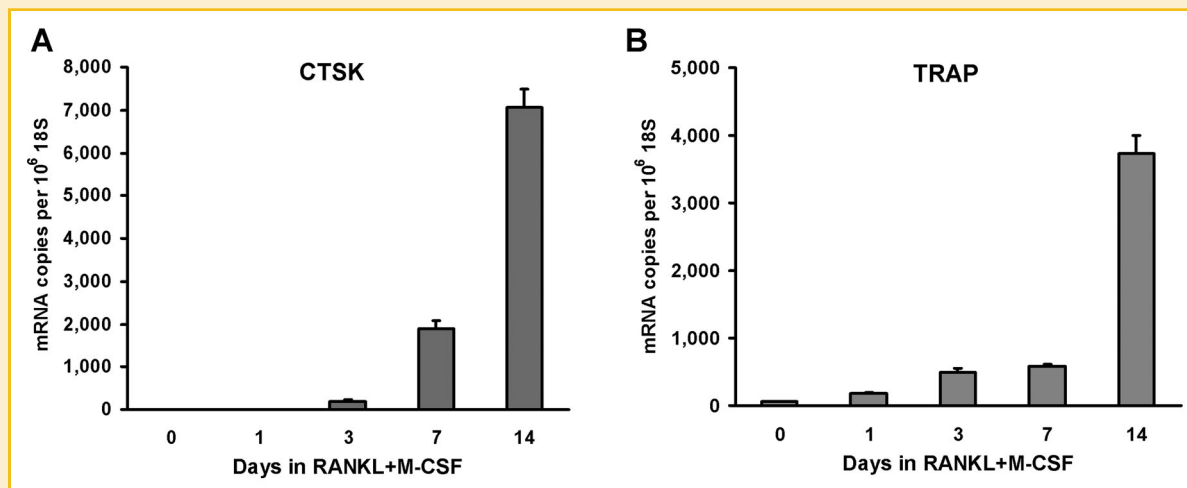 A
CTSK
mRNA copies per 10⁶ 18S
8,000
7,000
6,000
5,000
4,000
3,000
2,000
1,000
0
0 1 3 7 14
Days in RANKL+M-CSF
B
TRAP
mRNA copies per 10⁶ 18S
5,000
4,000
3,000
2,000
1,000
0
0 1 3 7 14
Days in RANKL+M-CSF